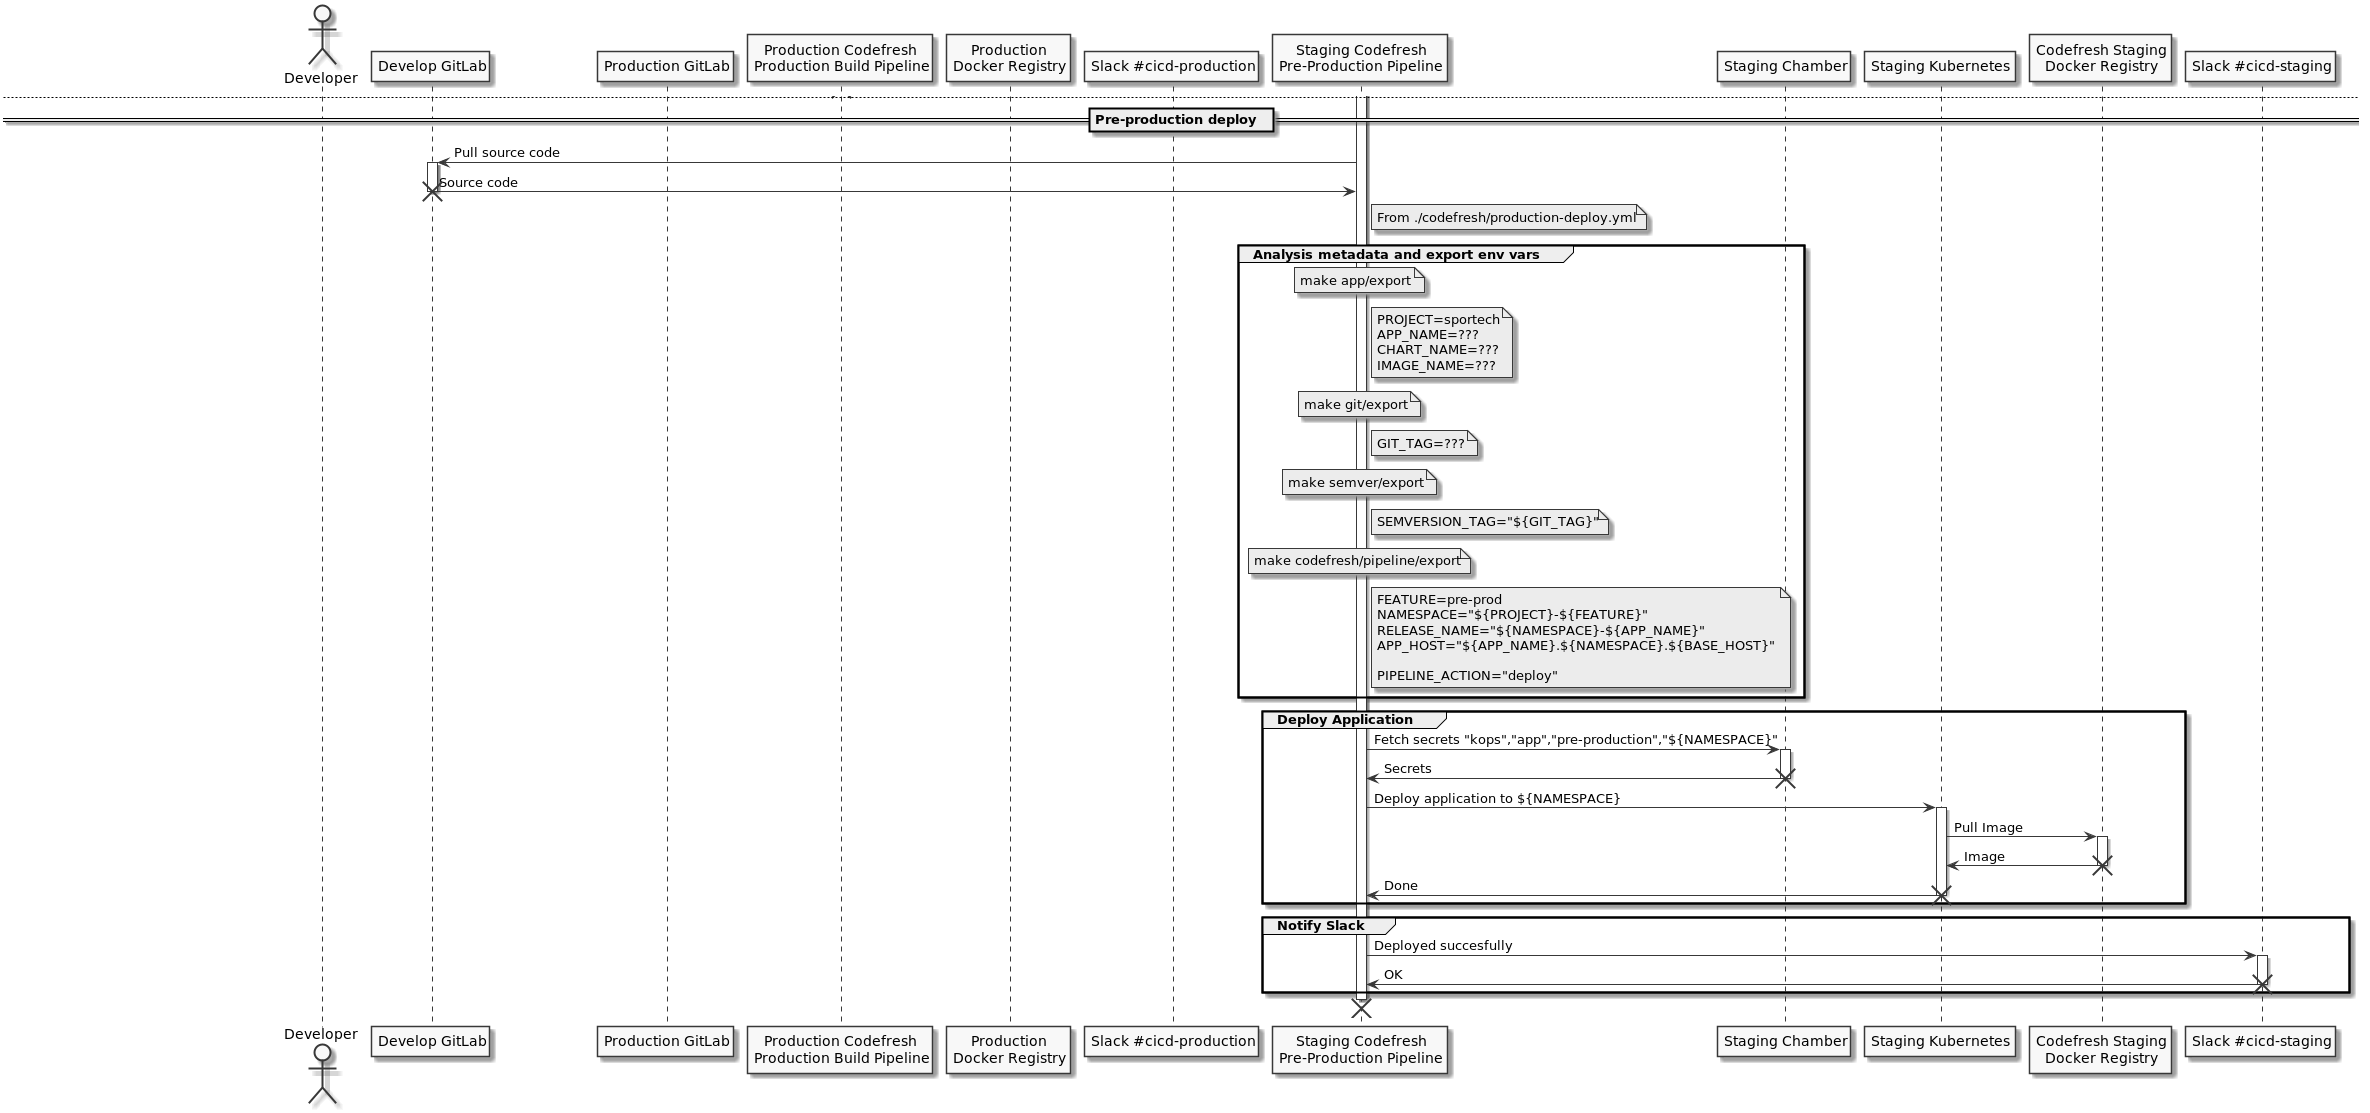 Developer
Develop GitLab
Production GitLab
Production Codefresh
Production Build Pipeline
Production
Docker Registry
Slack #cicd-production
Staging Codefresh
Pre-Production Pipeline
Staging Chamber
Staging Kubernetes
Codefresh Staging
Docker Registry
Slack #cicd-staging
Pre-production deploy
Pull source code
Source code
From ./codefresh/production-deploy.yml
Analysis metadata and export env vars
make app/export
PROJECT=sportech
APP_NAME=???
CHART_NAME=???
IMAGE_NAME=???
make git/export
GIT_TAG=???
make semver/export
SEMVERSION_TAG="${GIT_TAG}"
make codefresh/pipeline/export
FEATURE=pre-prod
NAMESPACE="${PROJECT}-${FEATURE}"
RELEASE_NAME="${NAMESPACE}-${APP_NAME}"
APP_HOST="${APP_NAME}.${NAMESPACE}.${BASE_HOST}"
PIPELINE_ACTION="deploy"
Deploy Application
Fetch secrets "kops","app","pre-production","${NAMESPACE}"
Secrets
Deploy application to ${NAMESPACE}
Pull Image
Image
Done
Notify Slack
Deployed succesfully
OK
Developer
Develop GitLab
Production GitLab
Production Codefresh
Production Build Pipeline
Production
Docker Registry
Slack #cicd-production
Staging Codefresh
Pre-Production Pipeline
Staging Chamber
Staging Kubernetes
Codefresh Staging
Docker Registry
Slack #cicd-staging